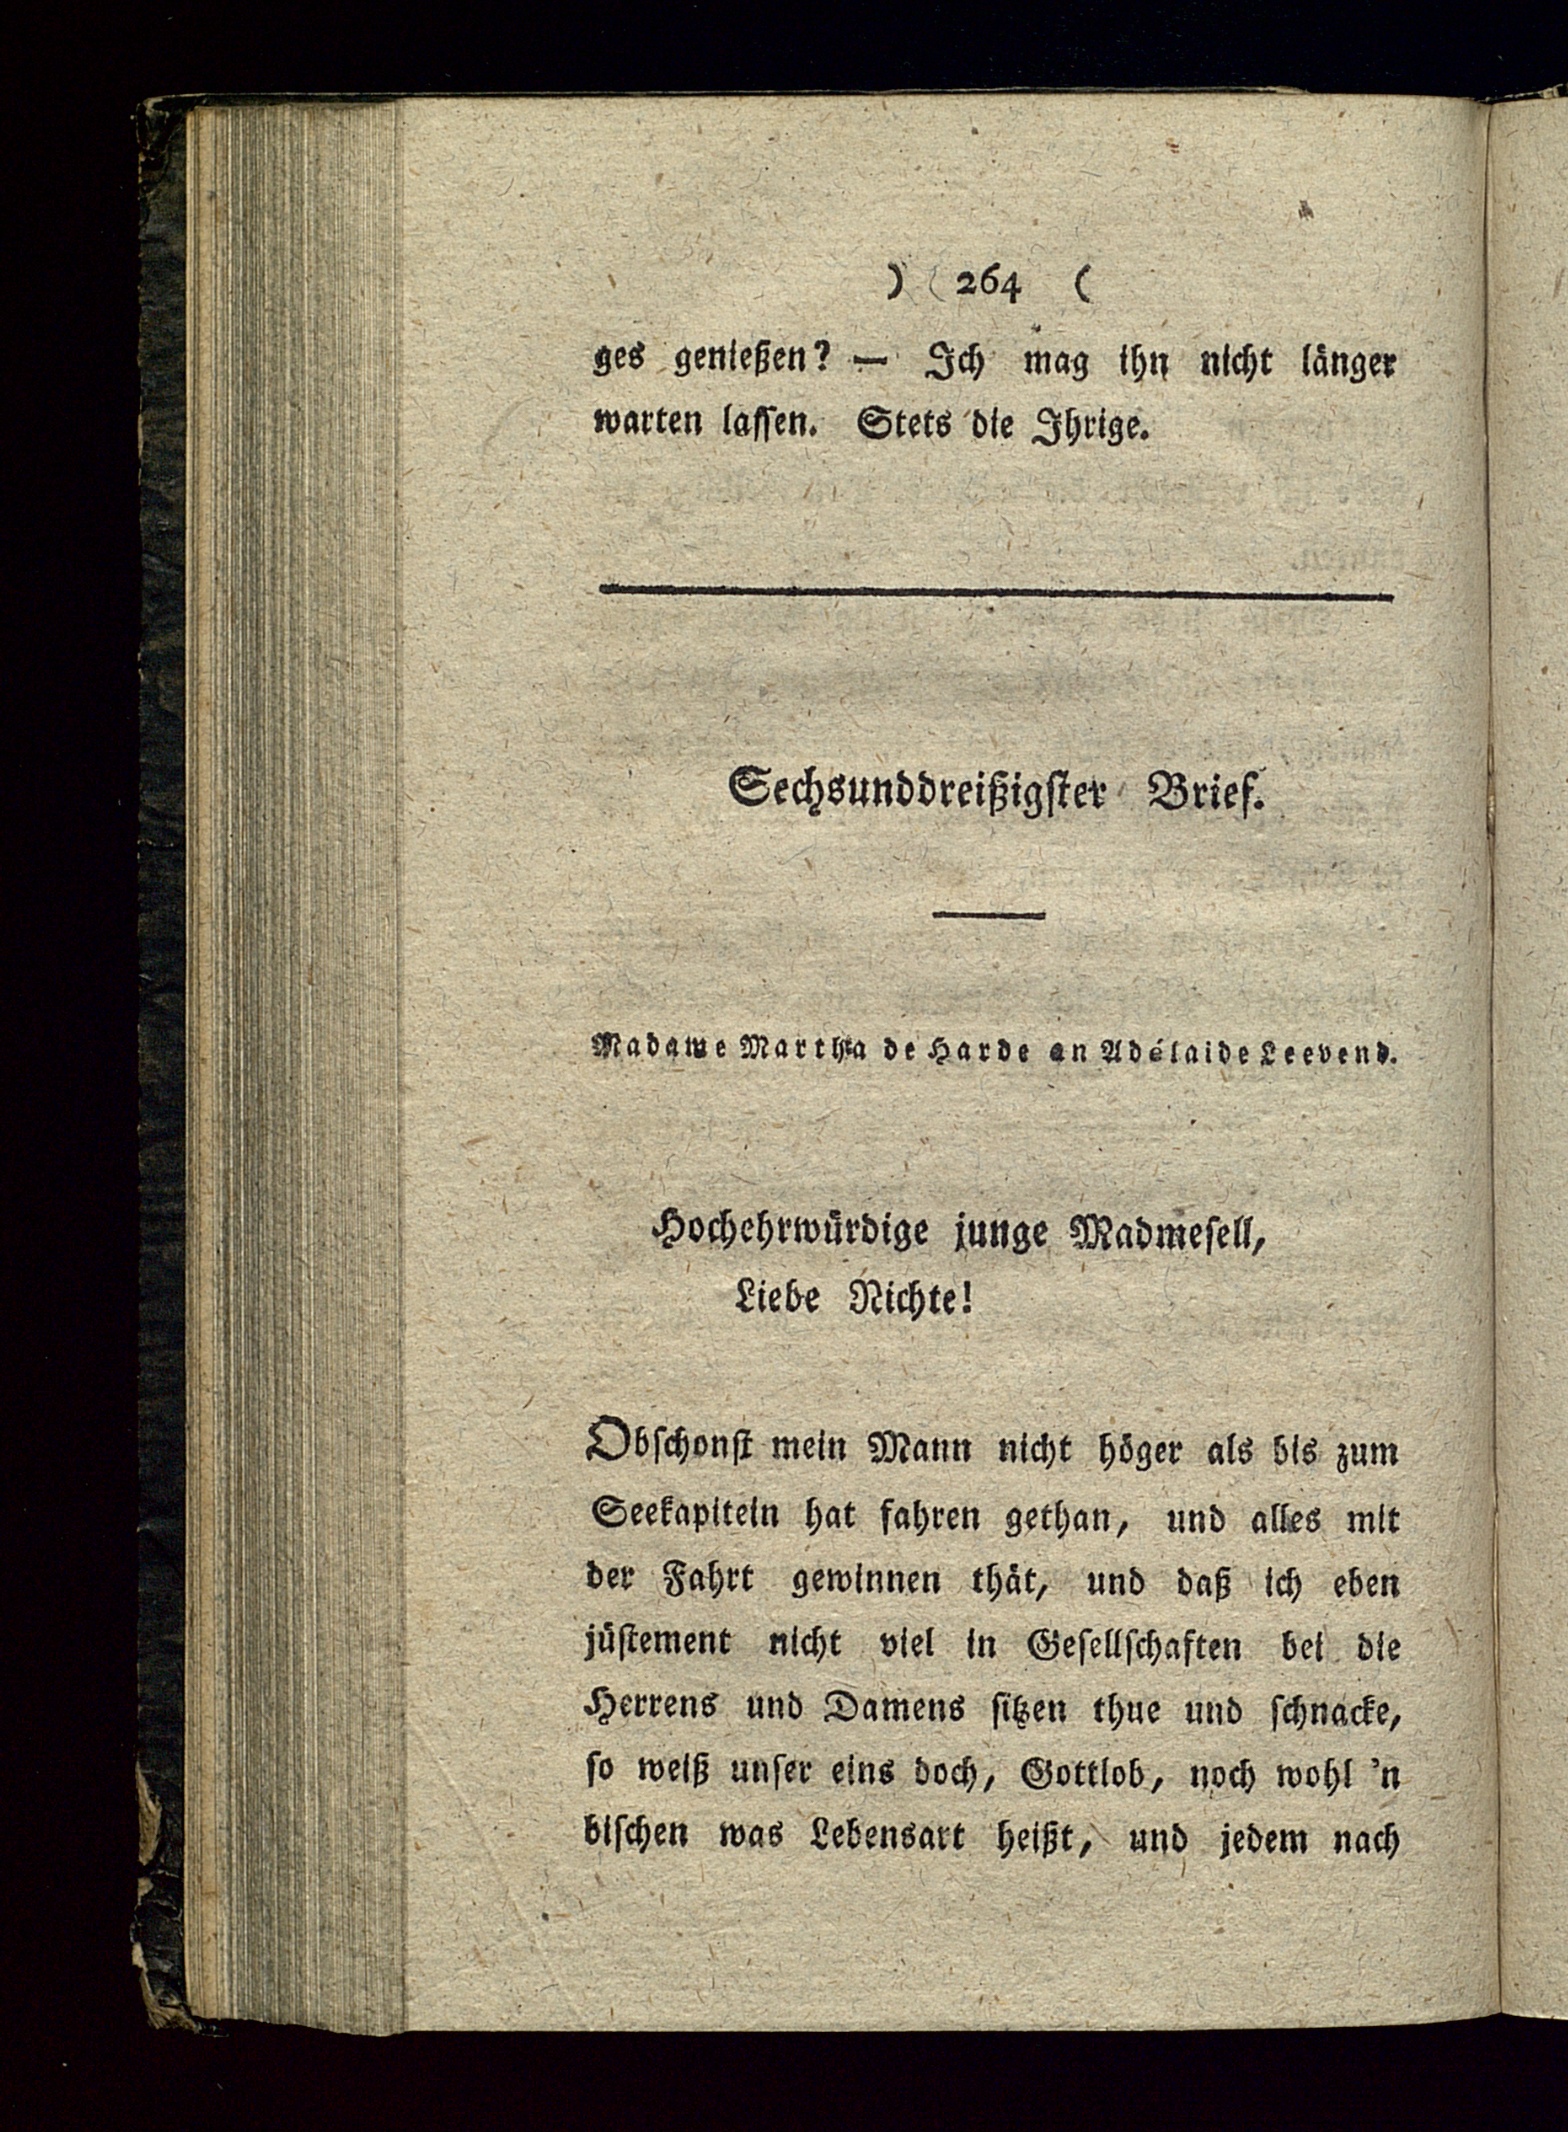 ) 264 (
ges genießen? — Ich mag ihn nicht länger
warten laſſen. Stets die Ihrige.
Sechsunddreißigſter Brief.
Madame Martha de Harde an Adélaide Leevend.
Hochehrwürdige junge Madmeſell,
Liebe Nichte!
Obſchonſt mein Mann nicht höger als bis zum
Seekapitein hat fahren gethan, und alles mit
der Fahrt gewinnen thät, und daß ich eben
jüſtement nicht viel in Geſellſchaften bei die
Herrens und Damens ſitzen thue und ſchnacke,
ſo weiß unſer eins doch, Gottlob, noch wohl 'n
bischen was Lebensart heißt, und jedem nach